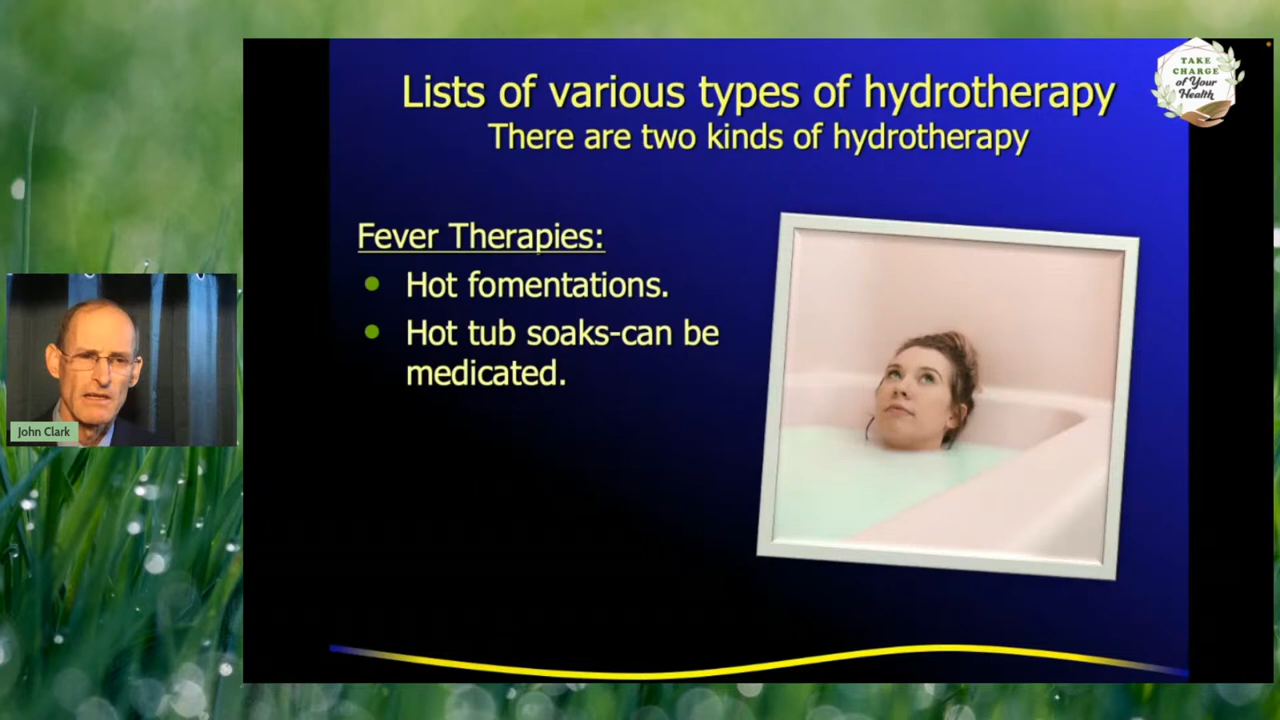 Lists of various types of hydrotherapy
There are two kinds of hydrotherapy
TAKE
CHARGE
of Your
Health
Fever Therapies:
Hot fomentations.
Hot tub soaks-can be
medicated.
John Clark